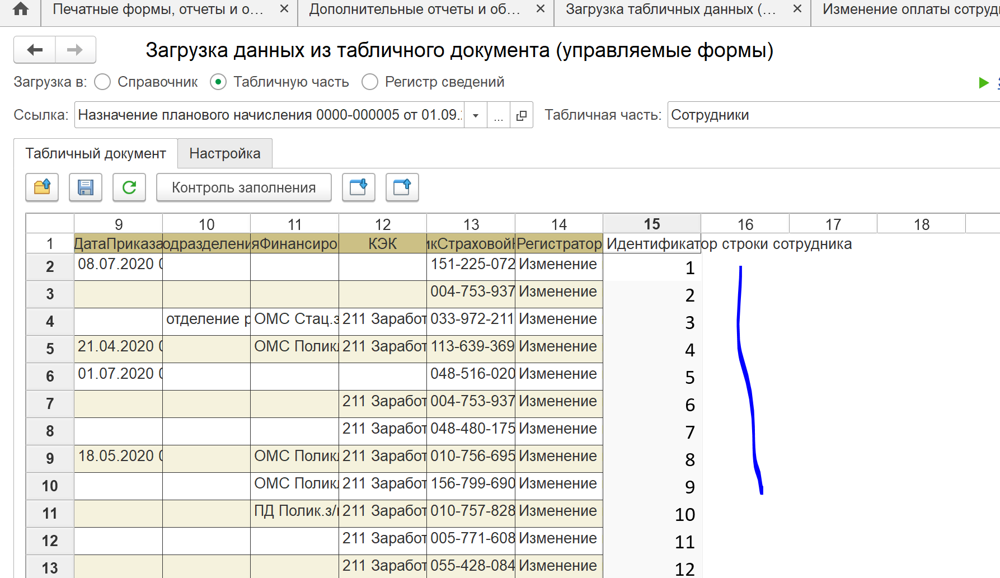 Печатные формы, отчеты и о...
Дополнительные отчеты и об...
Загрузка табличных данных (...
Изменение оплаты сотруд
Загрузка данных из табличного документа (управляемые формы)
Загрузка в: Справочник Табличную часть Регистр сведений
Ссылка: Назначение планового начисления 0000-000005 от 01.09. ... Табличная часть: Сотрудники
Табличный документ Настройка
Контроль заполнения
9 10 11 12 13 14 15 16 17 18
1 ДатаПриказа одразделени яФинансиро КЭК икСтраховой Регистратор Идентификатор строки сотрудника
2 08.07.2020 0 151-225-072 Изменение 1
3 004-753-937 Изменение 2
4 отделение р ОМС Стац.з 211 Заработ 033-972-211 Изменение 3
5 21.04.2020 0 ОМС Полик 211 Заработ 113-639-369 Изменение 4
6 01.07.2020 0 048-516-020 Изменение 5
7 211 Заработ 004-753-937 Изменение 6
8 211 Заработ 048-480-175 Изменение 7
9 18.05.2020 0 ОМС Полик 211 Заработ 010-756-695 Изменение 8
10 ОМС Полик 211 Заработ 156-799-690 Изменение 9
11 ПД Полик.з/ 211 Заработ 010-757-828 Изменение 10
12 211 Заработ 005-771-608 Изменение 11
13 211 Заработ 055-428-084 Изменение 12